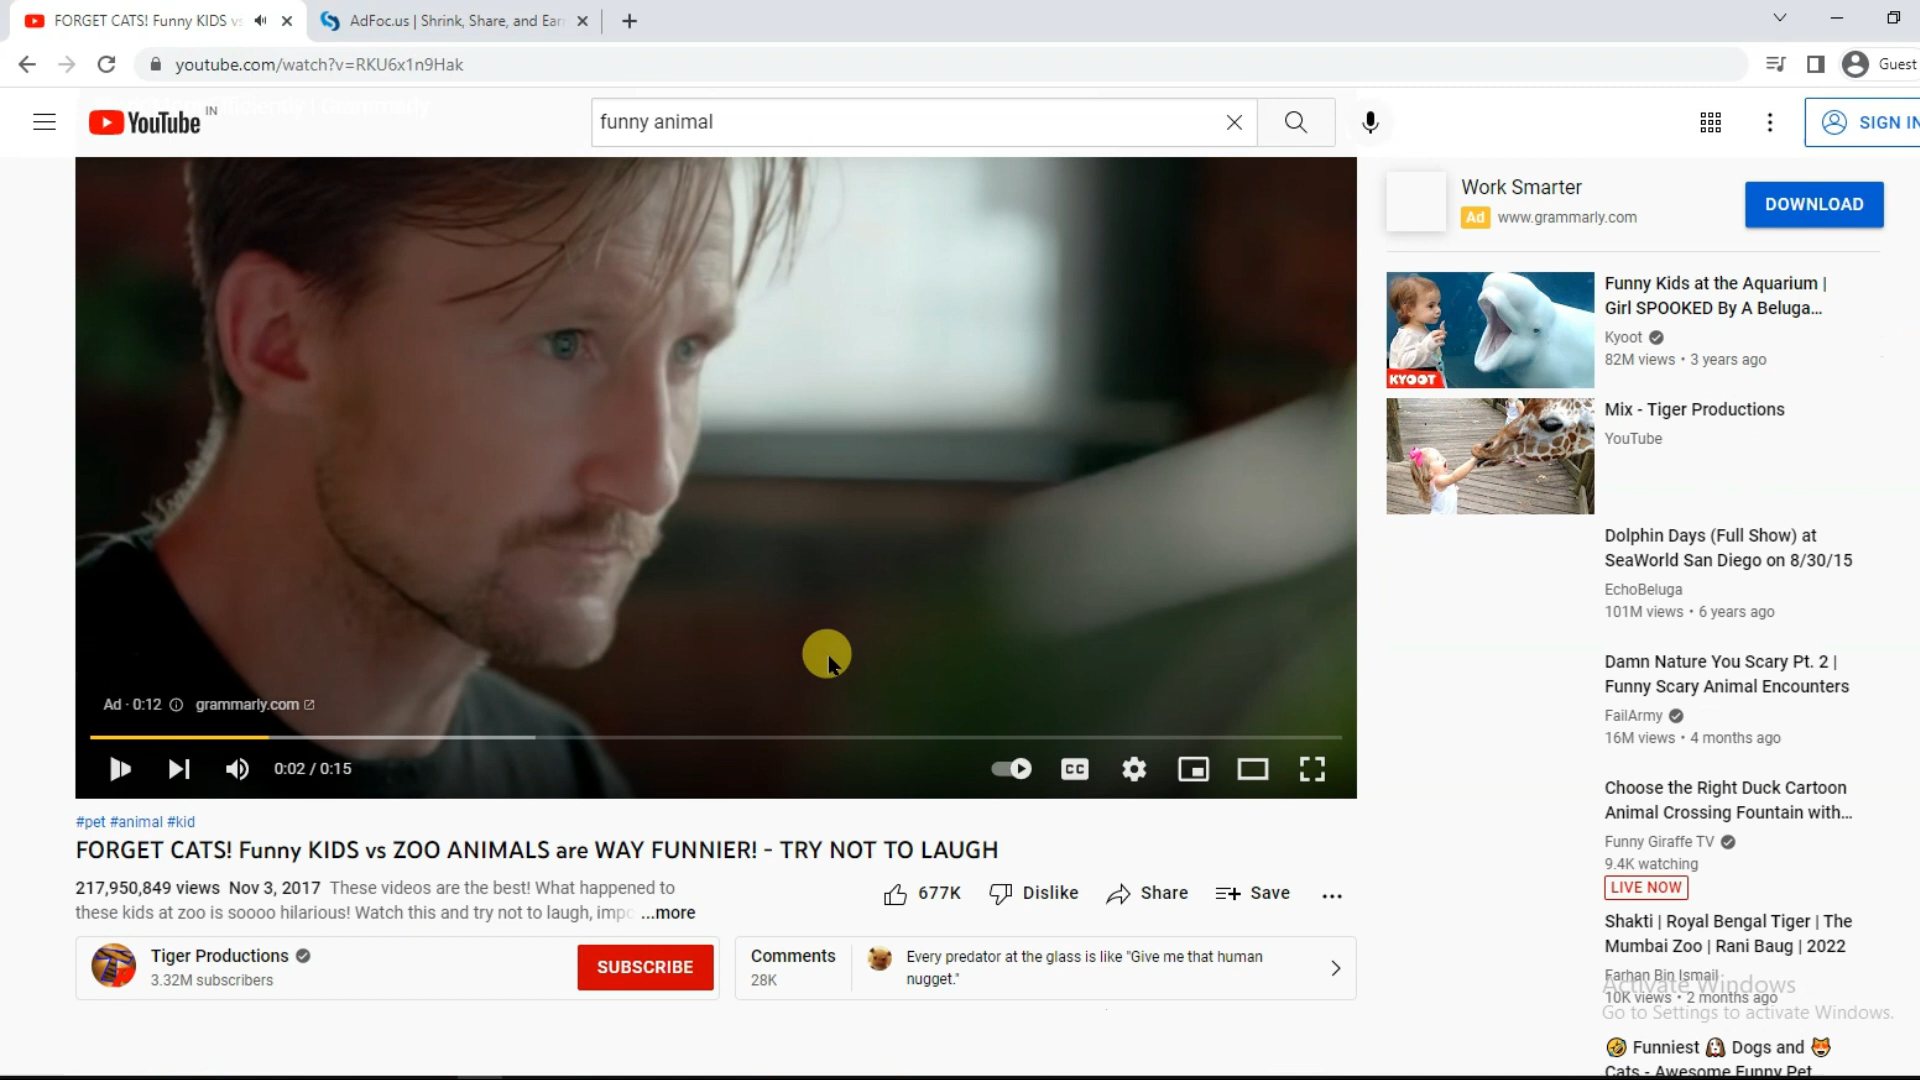 FORGET CATS! Funny KIDS vs
AdFoc.us | Shrink, Share, and Earn
youtube.com/watch?v=RKU6x1n9Hak
Guest
YouTube IN
funny animal
SIGN IN
Work Smarter
Ad www.grammarly.com
DOWNLOAD
Funny Kids at the Aquarium |
Girl SPOOKED By A Beluga...
Kyoot
82M views • 3 years ago
KYOOT
Mix - Tiger Productions
YouTube
Dolphin Days (Full Show) at
SeaWorld San Diego on 8/30/15
EchoBeluga
101M views • 6 years ago
Damn Nature You Scary Pt. 2 |
Funny Scary Animal Encounters
FailArmy
16M views • 4 months ago
Choose the Right Duck Cartoon
Animal Crossing Fountain with...
Funny Giraffe TV
9.4K watching
LIVE NOW
Shakti | Royal Bengal Tiger | The
Mumbai Zoo | Rani Baug | 2022
Farhan Bin Ismail
10K views • 2 months ago
Activate Windows
Go to Settings to activate Windows.
🤣 Funniest 🐶 Dogs and 😻
Cats - Awesome Funny Pet...
Ad · 0:12 grammarly.com
0:02 / 0:15
CC
#pet #animal #kid
FORGET CATS! Funny KIDS vs ZOO ANIMALS are WAY FUNNIER! - TRY NOT TO LAUGH
217,950,849 views Nov 3, 2017 These videos are the best! What happened to
these kids at zoo is soooo hilarious! Watch this and try not to laugh, ...more
677K Dislike Share Save
Tiger Productions
3.32M subscribers
SUBSCRIBE
Comments
28K
Every predator at the glass is like "Give me that human
nugget."